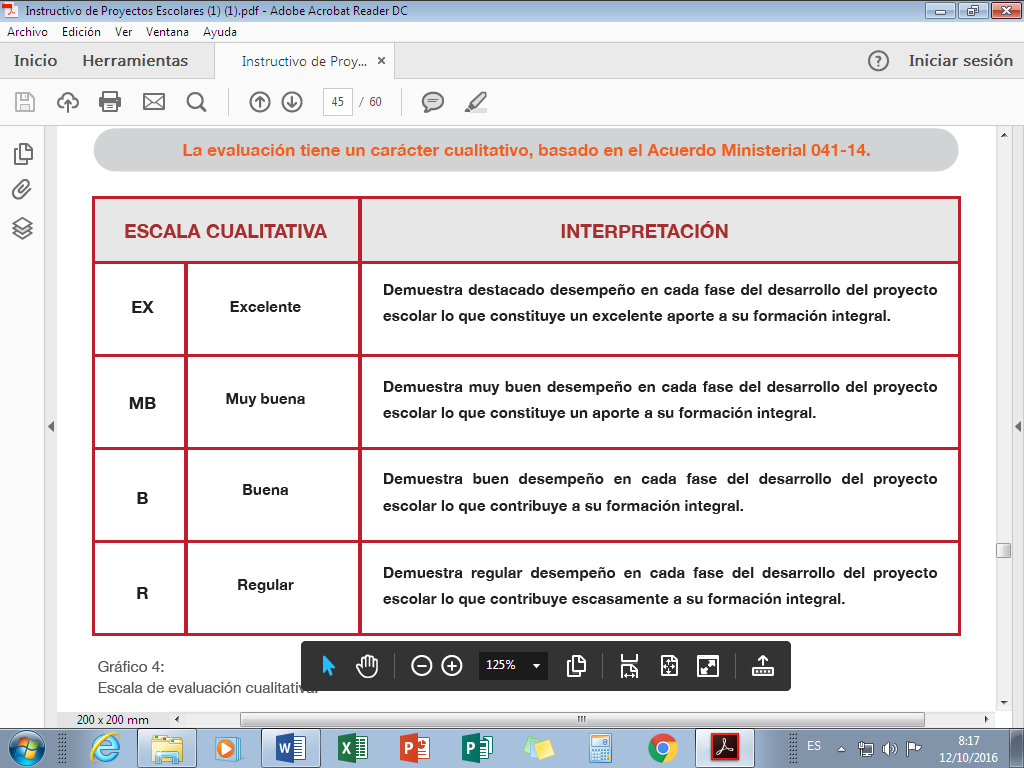 Instructivo de Proyectos Escolares (1) (1).pdf - Adobe Acrobat Reader DC
Archivo Edición Ver Ventana Ayuda
Inicio Herramientas Instructivo de Proy... × Iniciar sesión
45 / 60
La evaluación tiene un carácter cualitativo, basado en el Acuerdo Ministerial 041-14.
ESCALA CUALITATIVA INTERPRETACIÓN
EX Excelente
Demuestra destacado desempeño en cada fase del desarrollo del proyecto
escolar lo que constituye un excelente aporte a su formación integral.
MB Muy buena
Demuestra muy buen desempeño en cada fase del desarrollo del proyecto
escolar lo que constituye un aporte a su formación integral.
B Buena
Demuestra buen desempeño en cada fase del desarrollo del proyecto
escolar lo que contribuye a su formación integral.
R Regular
Demuestra regular desempeño en cada fase del desarrollo del proyecto
escolar lo que contribuye escasamente a su formación integral.
Gráfico 4:
Escala de evaluación cualitativa.
125%
200 x 200 mm
ES
8:17
12/10/2016